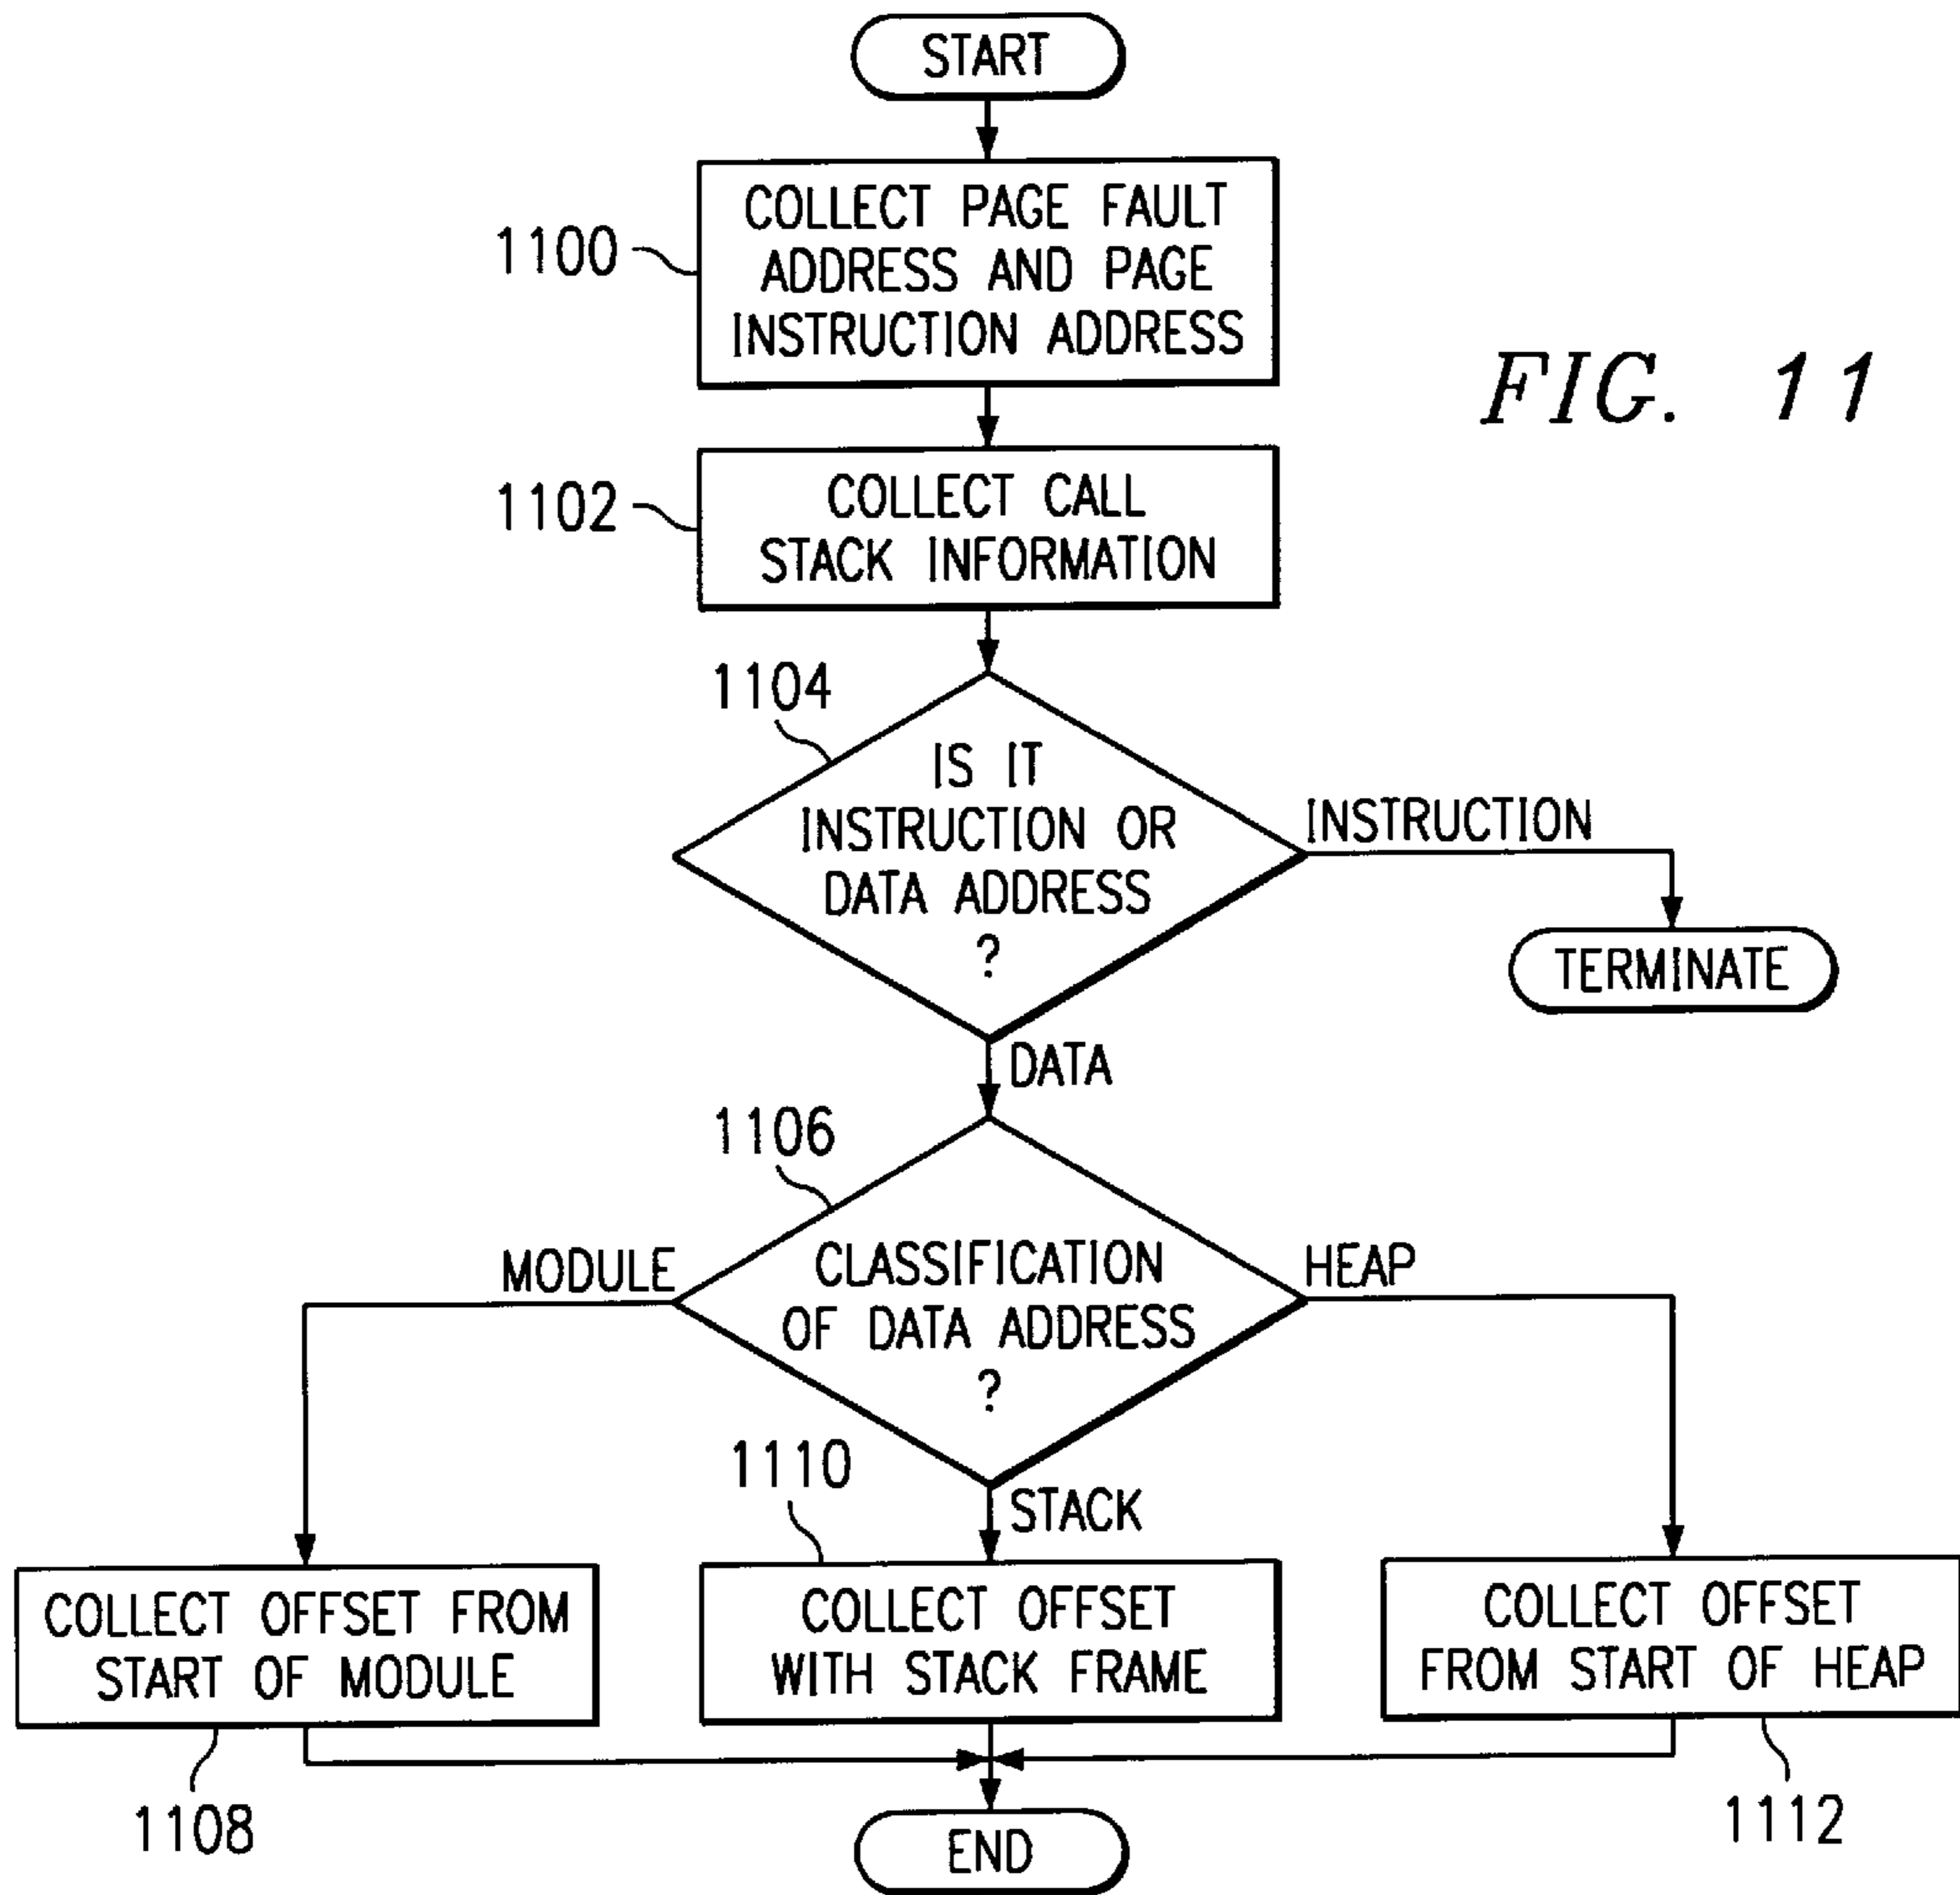 START
COLLECT PAGE FAULT
ADDRESS AND PAGE
INSTRUCTION ADDRESS
1100
FIG. 11
COLLECT CALL
STACK INFORMATION
1102
1104
IS IT
INSTRUCTION OR
DATA ADDRESS
?
INSTRUCTION
TERMINATE
DATA
1106
CLASSIFICATION
OF DATA ADDRESS
?
MODULE
HEAP
1110
STACK
COLLECT OFFSET FROM
START OF MODULE
COLLECT OFFSET
WITH STACK FRAME
COLLECT OFFSET
FROM START OF HEAP
1108
1112
END